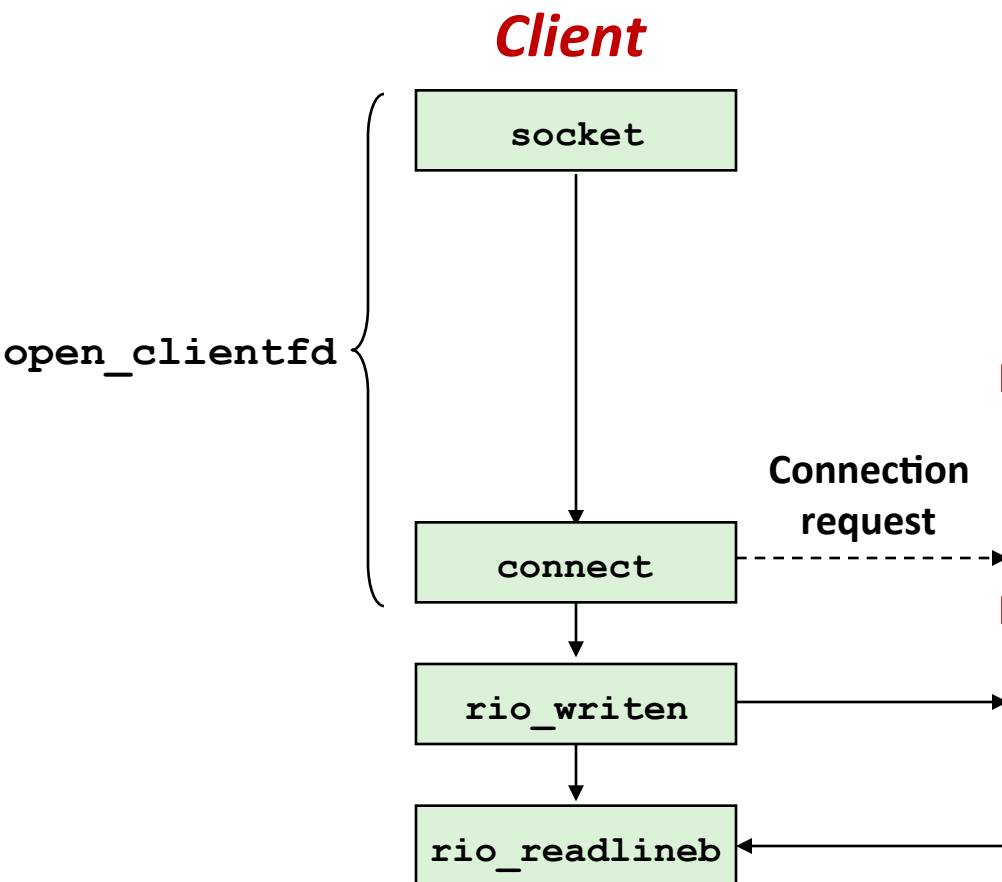 Client
socket
open_clientfd
Connection
request
connect
rio_writen
rio_readlineb